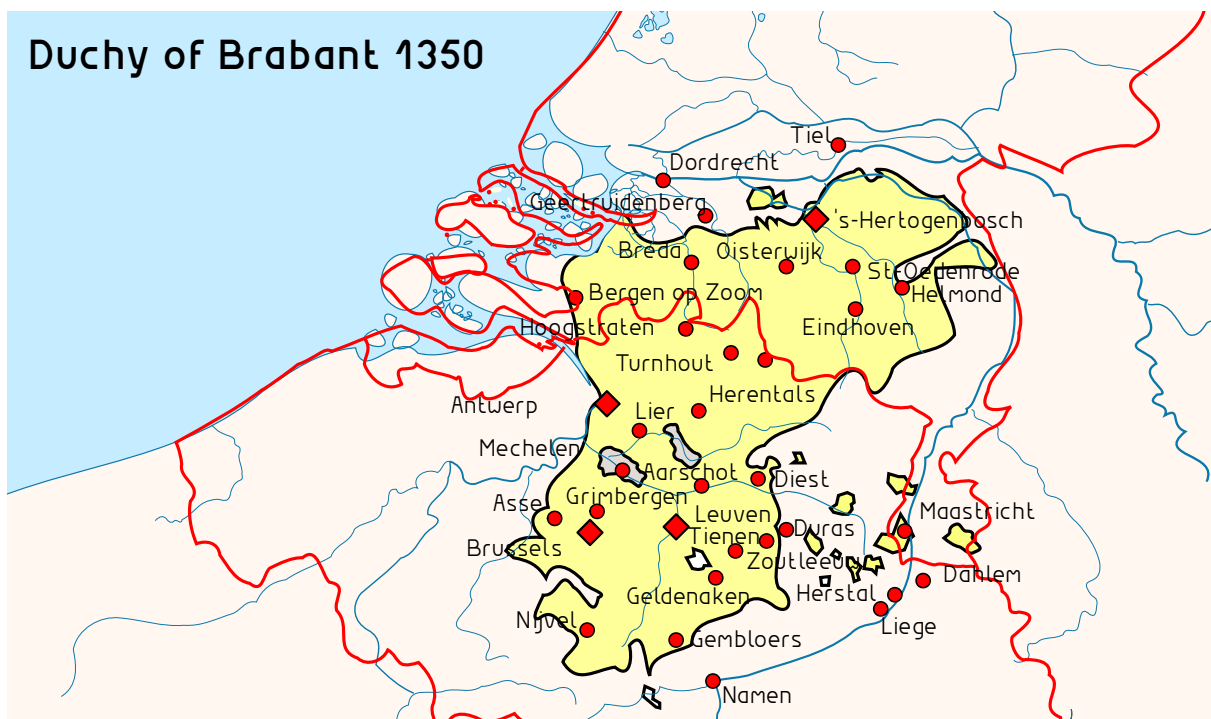 Duchy of Brabant 1350
Tiel
Dordrecht
Geertruidenberg
's-Hertogenbosch
Breda
Oisterwijk
St-Oedenrode
Bergen op Zoom
Helmond
Hoogstraten
Eindhoven
Turnhout
Herentals
Antwerp
Lier
Mechelen
Aarschot
Diest
Asse
Grimbergen
Leuven
Maastricht
Brussels
Tienen
Duras
Zoutleeuw
Dahlem
Geldenaken
Herstal
Nijvel
Liege
Gembloers
Namen